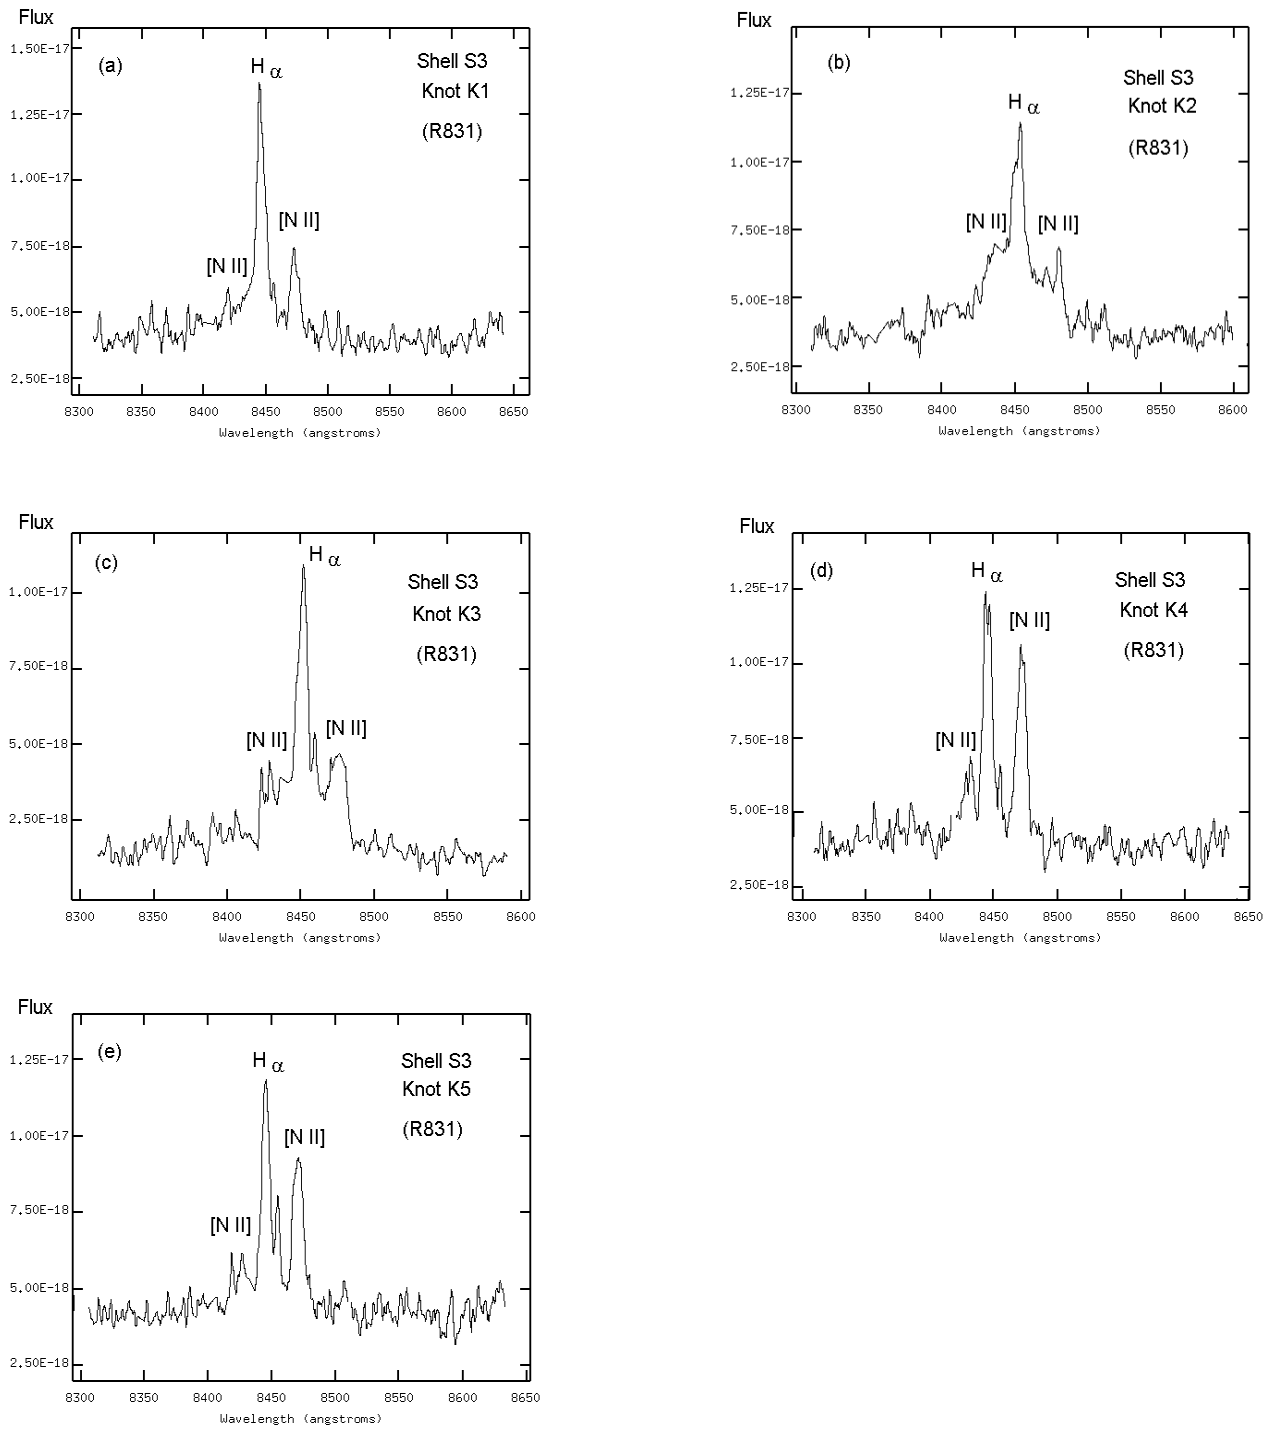 Flux
(a)
Shell S3
Knot K1
(R831)
H α
[N II]
[N II]
1.50E-17
1.25E-17
1.00E-17
7.50E-18
5.00E-18
2.50E-18
8300 8350 8400 8450 8500 8550 8600 8650
Wavelength (angstroms)
Flux
(b)
Shell S3
Knot K2
(R831)
H α
[N II] [N II]
1.25E-17
1.00E-17
7.50E-18
5.00E-18
2.50E-18
8300 8350 8400 8450 8500 8550 8600
Wavelength (angstroms)
Flux
(c)
H α
Shell S3
Knot K3
(R831)
[N II] [N II]
1.00E-17
7.50E-18
5.00E-18
2.50E-18
8300 8350 8400 8450 8500 8550 8600
Wavelength (angstroms)
Flux
(d)
H α
Shell S3
Knot K4
(R831)
[N II]
[N II]
1.25E-17
1.00E-17
7.50E-18
5.00E-18
2.50E-18
8300 8350 8400 8450 8500 8550 8600 8650
Wavelength (angstroms)
Flux
(e)
H α
Shell S3
Knot K5
(R831)
[N II]
[N II]
1.25E-17
1.00E-17
7.50E-18
5.00E-18
2.50E-18
8300 8350 8400 8450 8500 8550 8600 8650
Wavelength (angstroms)